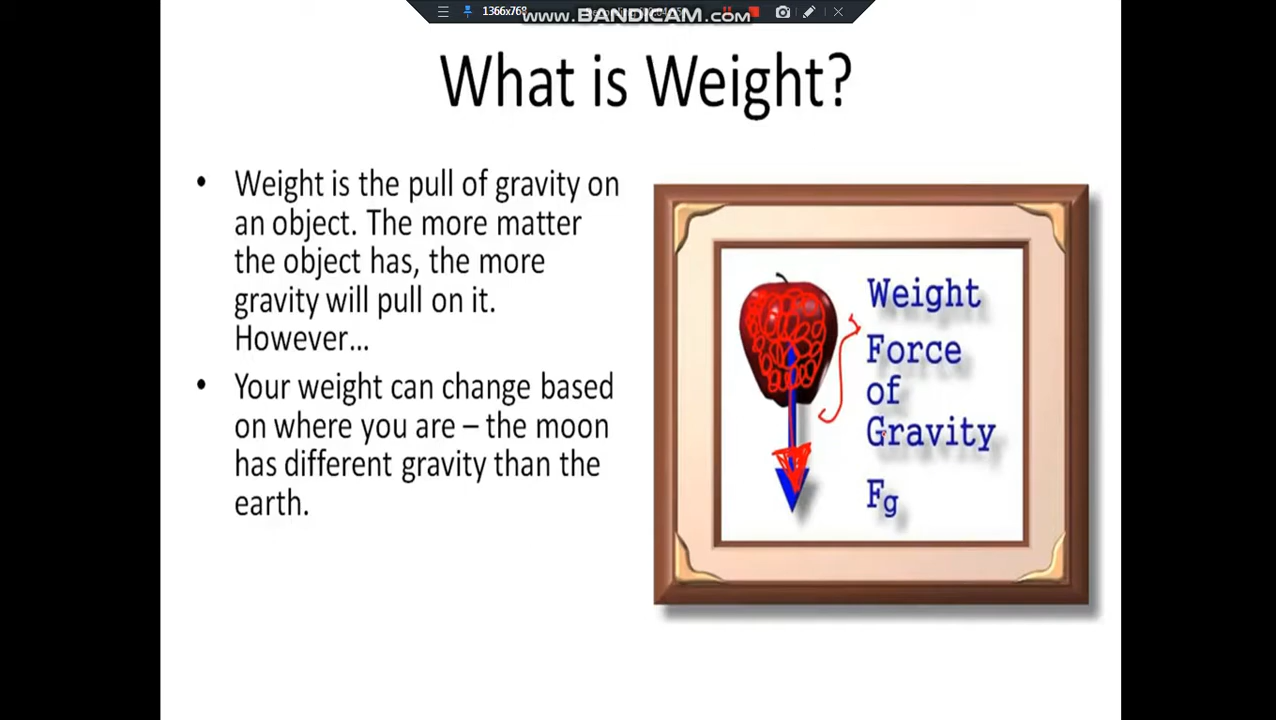 1366x768
www.BANDICAM.com
What is Weight?
• Weight is the pull of gravity on
an object. The more matter
the object has, the more
gravity will pull on it.
However...
• Your weight can change based
on where you are – the moon
has different gravity than the
earth.
Weight
Force
of
Gravity
Fg